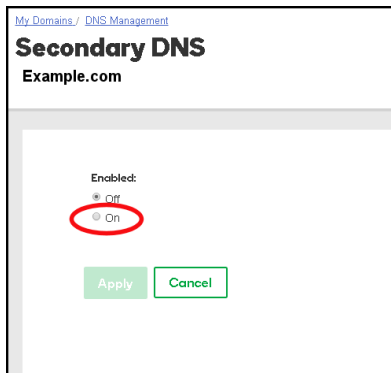 My Domains / DNS Management
Secondary DNS
Example.com
Enabled:
Off
On
Apply Cancel